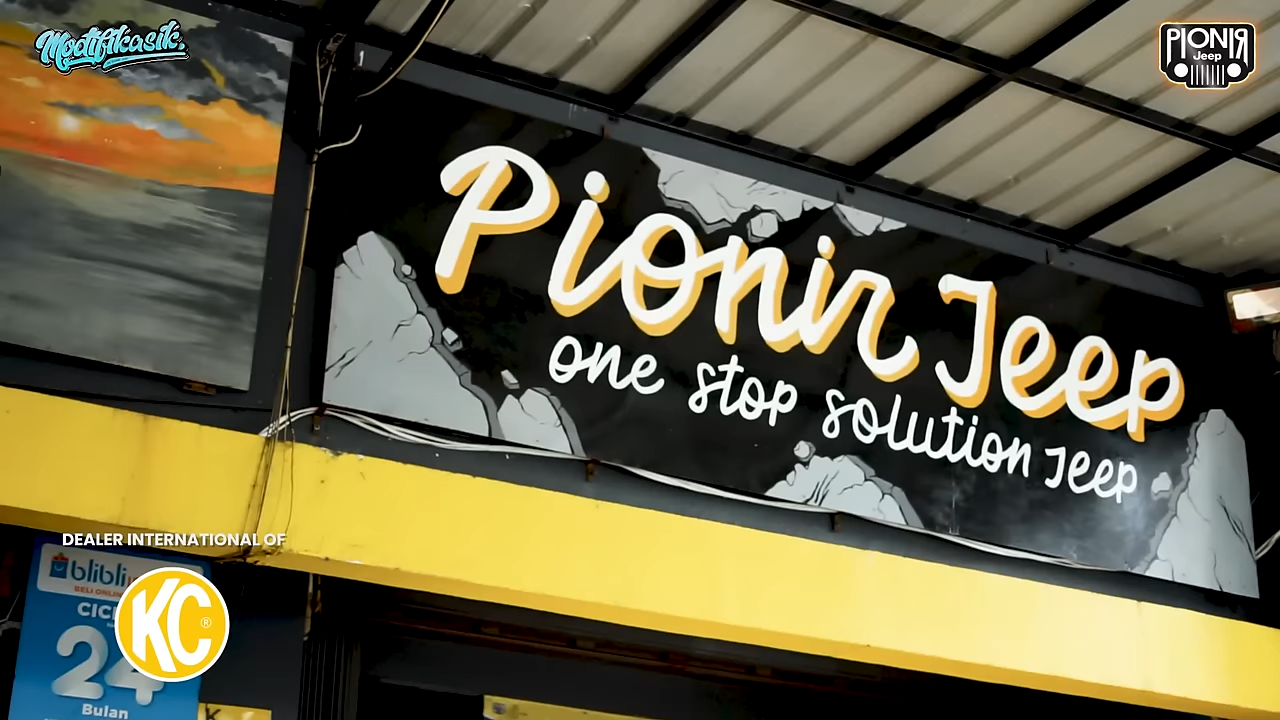 Modifikasik.
PIONIR
Jeep
Pionir Jeep
one stop solution Jeep
DEALER INTERNATIONAL OF
blibli
KC®
24
Bulan